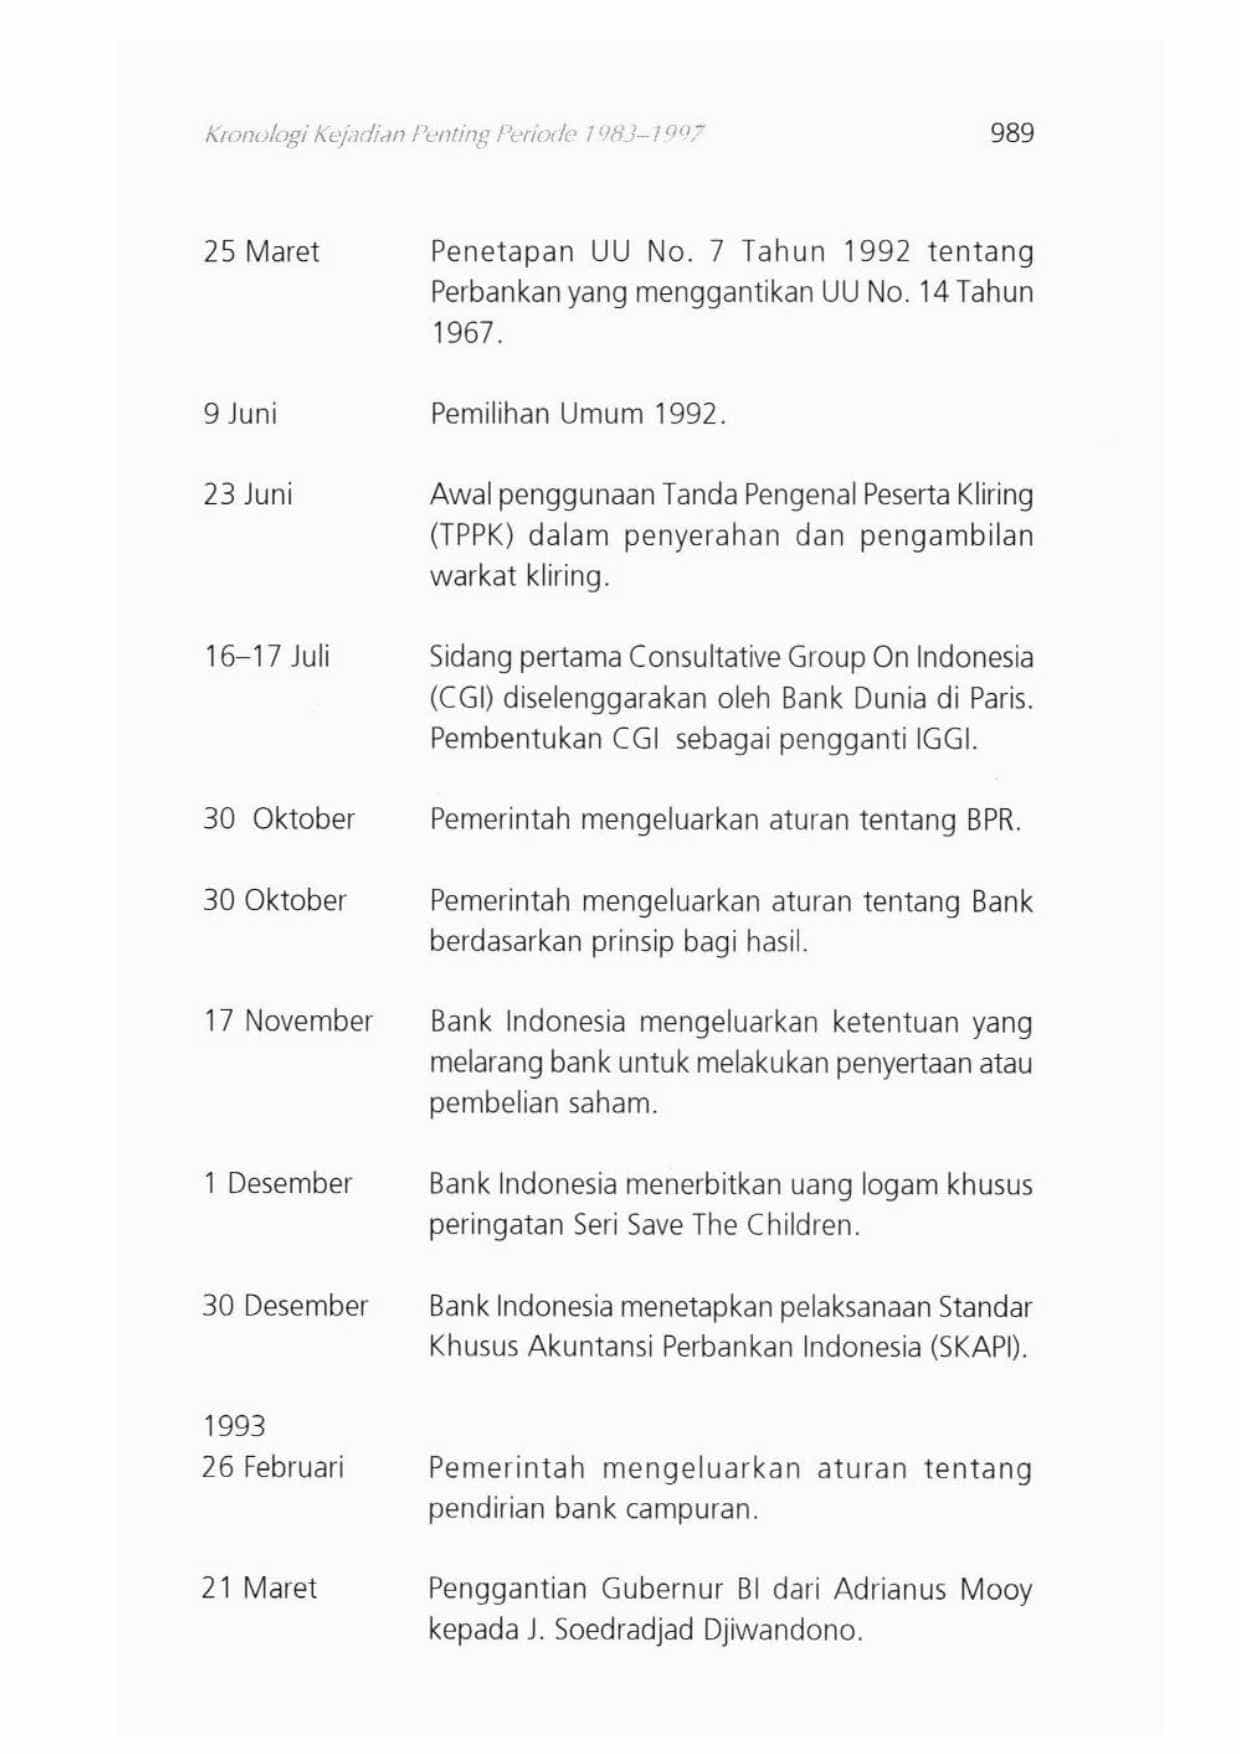 Kronologi Kejadian Penting Periode 1983–1997 989
25 Maret Penetapan UU No. 7 Tahun 1992 tentang
Perbankan yang menggantikan UU No. 14 Tahun
1967.
9 Juni Pemilihan Umum 1992.
23 Juni Awal penggunaan Tanda Pengenal Peserta Kliring
(TPPK) dalam penyerahan dan pengambilan
warkat kliring.
16–17 Juli Sidang pertama Consultative Group On Indonesia
(CGI) diselenggarakan oleh Bank Dunia di Paris.
Pembentukan CGI sebagai pengganti IGGI.
30 Oktober Pemerintah mengeluarkan aturan tentang BPR.
30 Oktober Pemerintah mengeluarkan aturan tentang Bank
berdasarkan prinsip bagi hasil.
17 November Bank Indonesia mengeluarkan ketentuan yang
melarang bank untuk melakukan penyertaan atau
pembelian saham.
1 Desember Bank Indonesia menerbitkan uang logam khusus
peringatan Seri Save The Children.
30 Desember Bank Indonesia menetapkan pelaksanaan Standar
Khusus Akuntansi Perbankan Indonesia (SKAPI).
1993
26 Februari Pemerintah mengeluarkan aturan tentang
pendirian bank campuran.
21 Maret Penggantian Gubernur BI dari Adrianus Mooy
kepada J. Soedradjad Djiwandono.